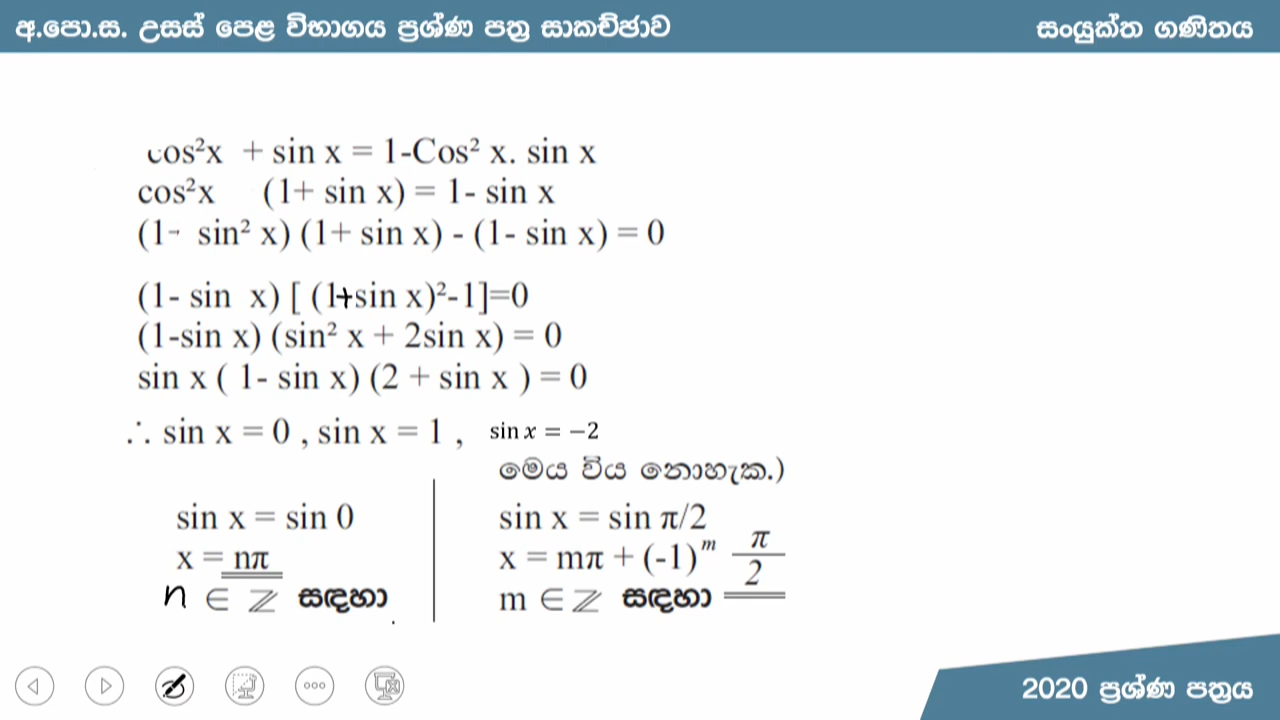 අ.පො.ස. උසස් පෙළ විභාගය ප්‍රශ්ණ පත්‍ර සාකච්ඡාව
සංයුක්ත ගණිතය
cos²x + sin x = 1-Cos² x. sin x
cos²x (1+ sin x) = 1- sin x
(1- sin² x) (1+ sin x) - (1- sin x) = 0
(1- sin x) [ (1+sin x)²-1]=0
(1-sin x) (sin² x + 2sin x) = 0
sin x ( 1- sin x) (2 + sin x ) = 0
∴ sin x = 0 , sin x = 1 , sin x = −2
මෙය විය නොහැක.)
sin x = sin 0
x = nπ
n ∈ ℤ සඳහා
sin x = sin π/2
x = mπ + (-1)^m π/2
m ∈ ℤ සඳහා
2020 ප්‍රශ්ණ පත්‍රය